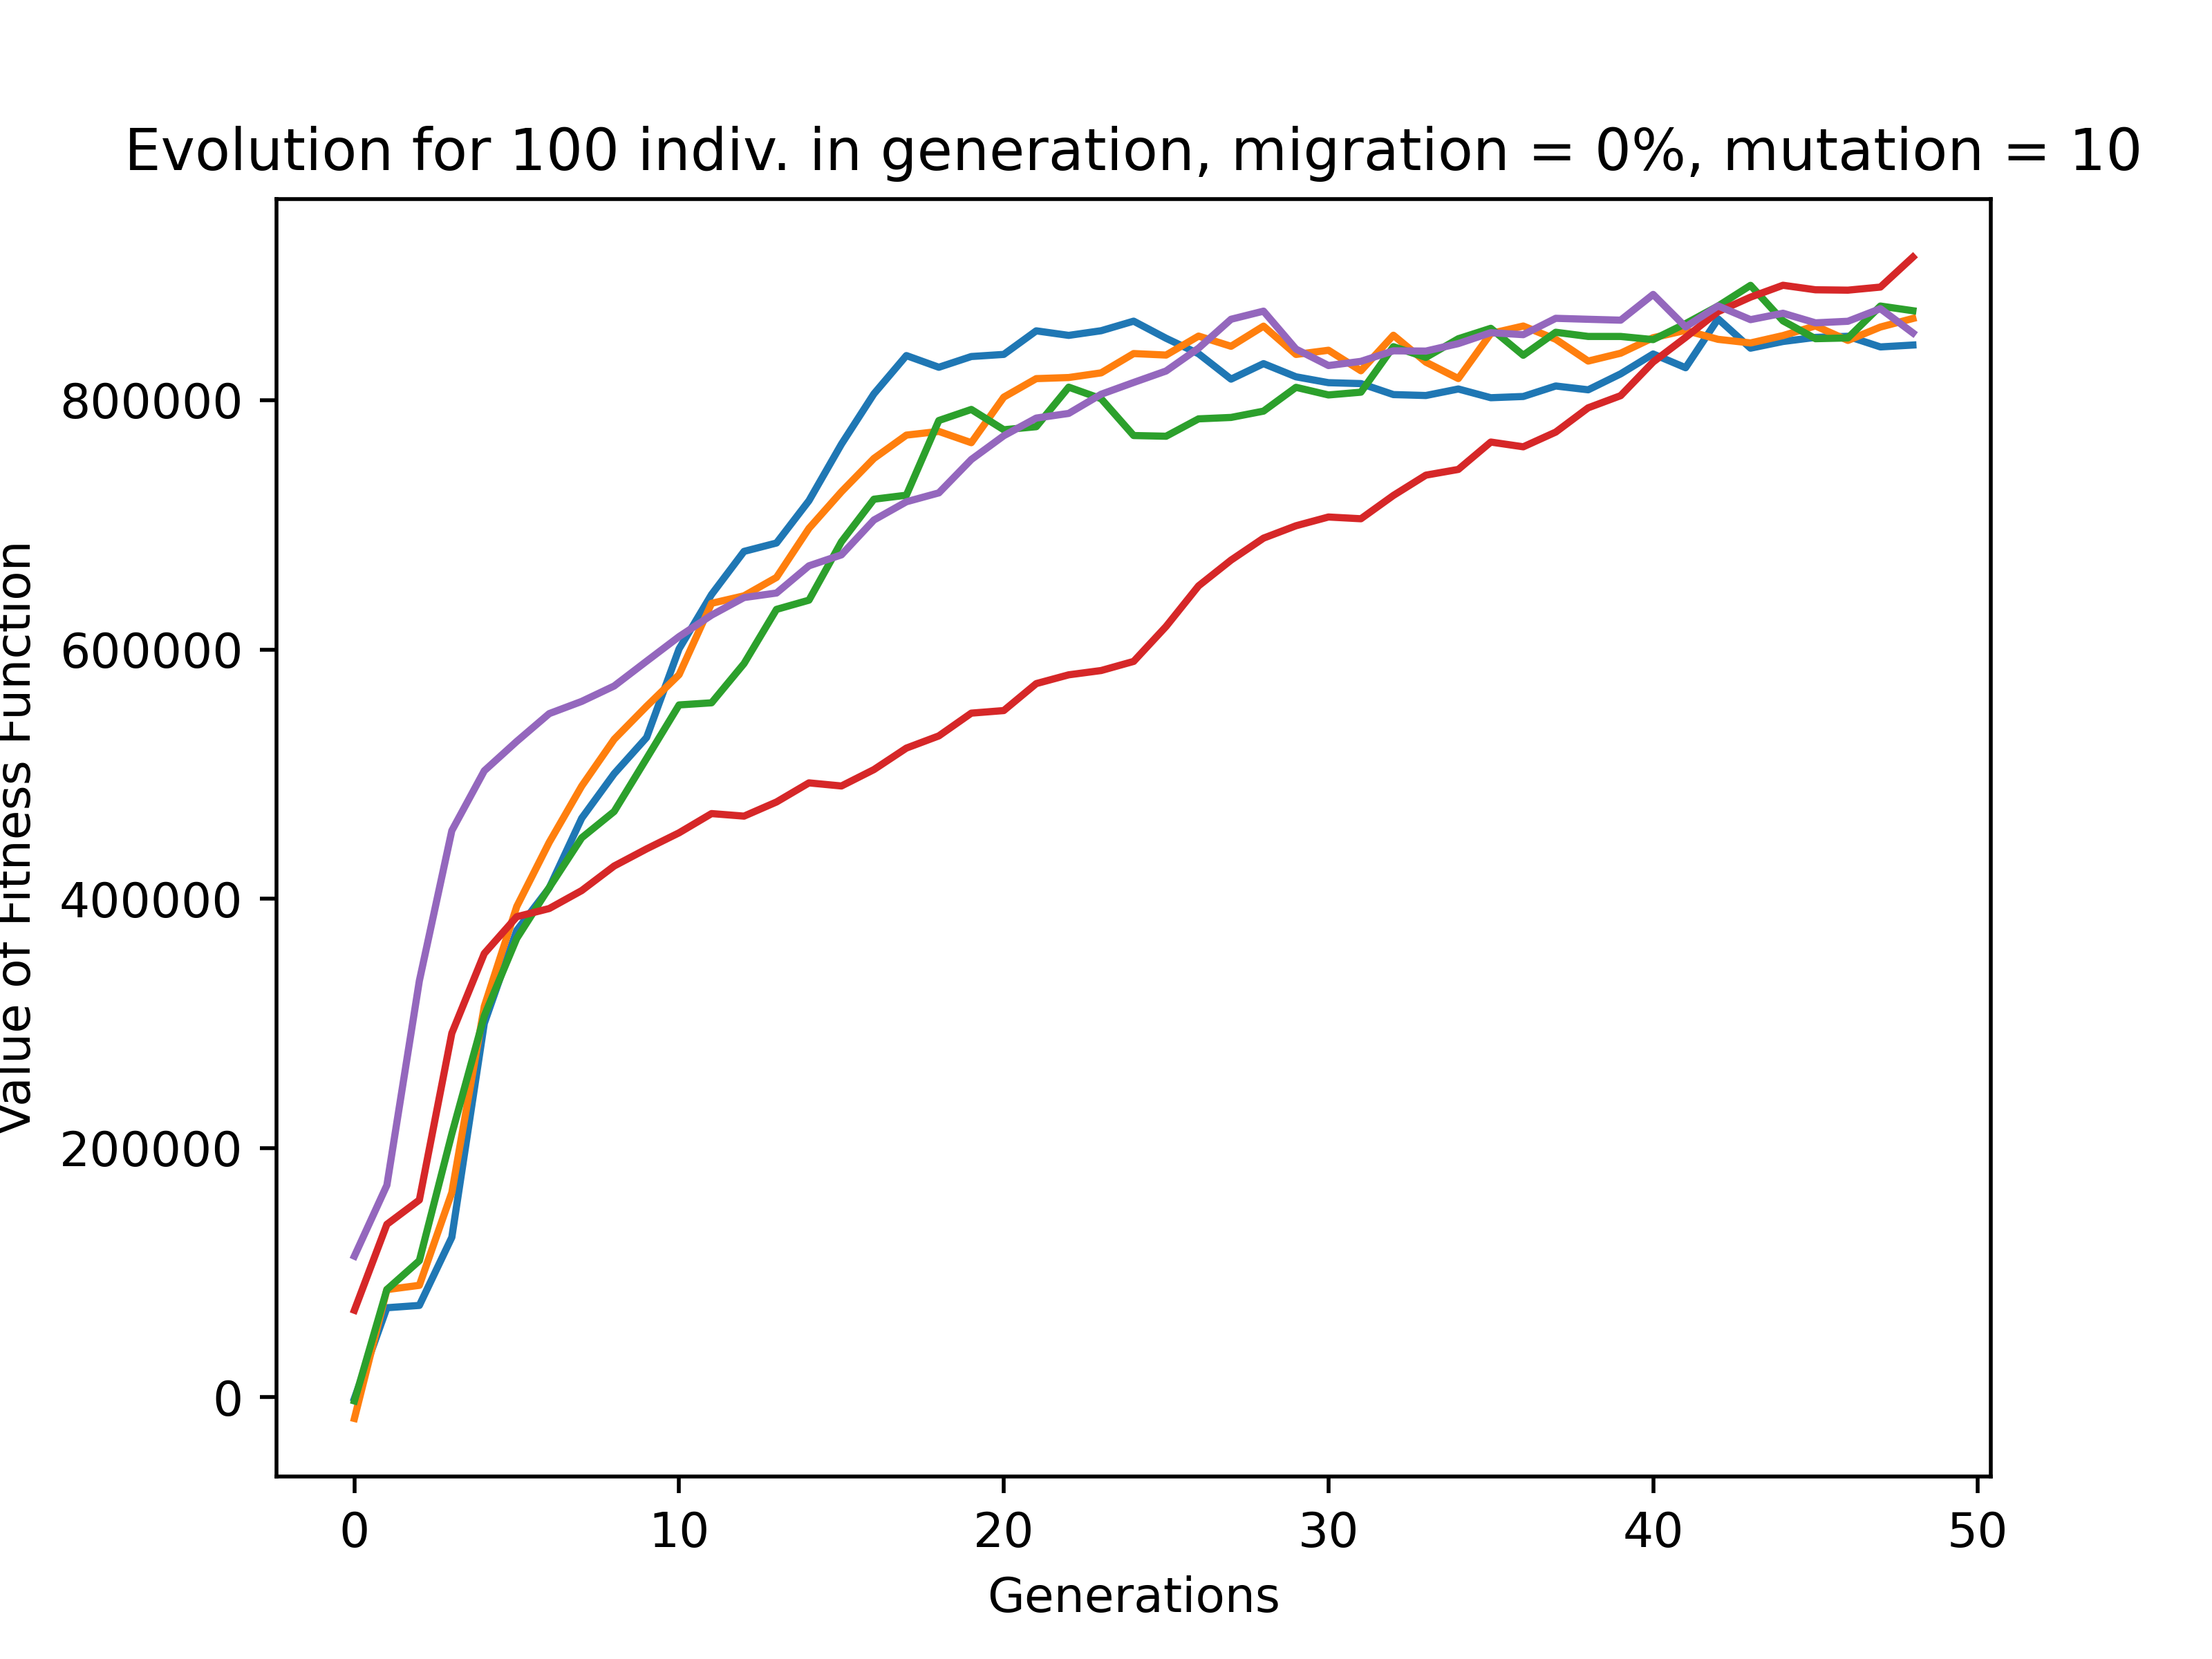 Evolution for 100 indiv. in generation, migration = 0%, mutation = 10
Value of Fitness Function
800000
600000
400000
200000
0
0 10 20 30 40 50
Generations